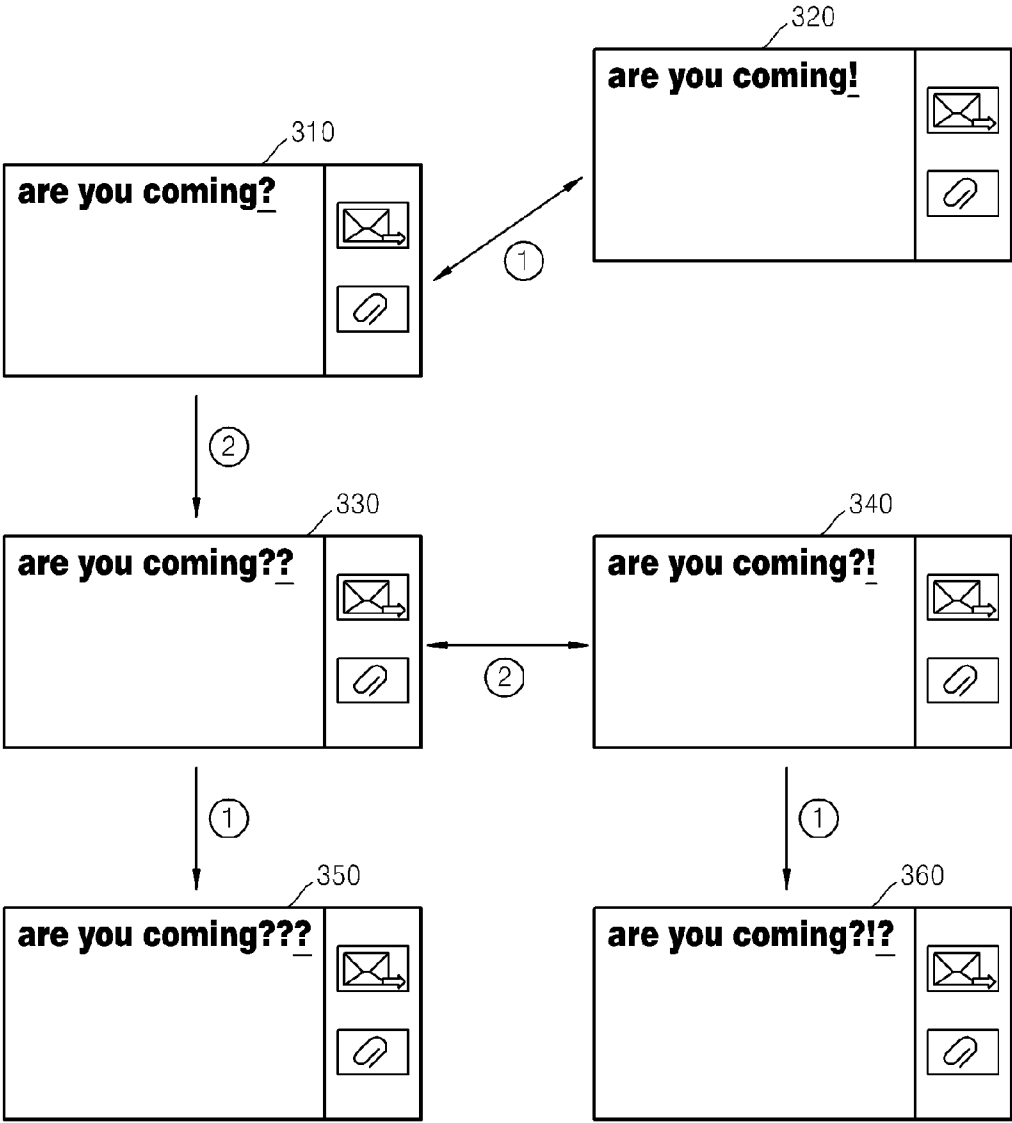 320
are you coming!
310
are you coming?
1
2
330
are you coming??
340
are you coming?!
2
1
1
350
are you coming???
360
are you coming?!?